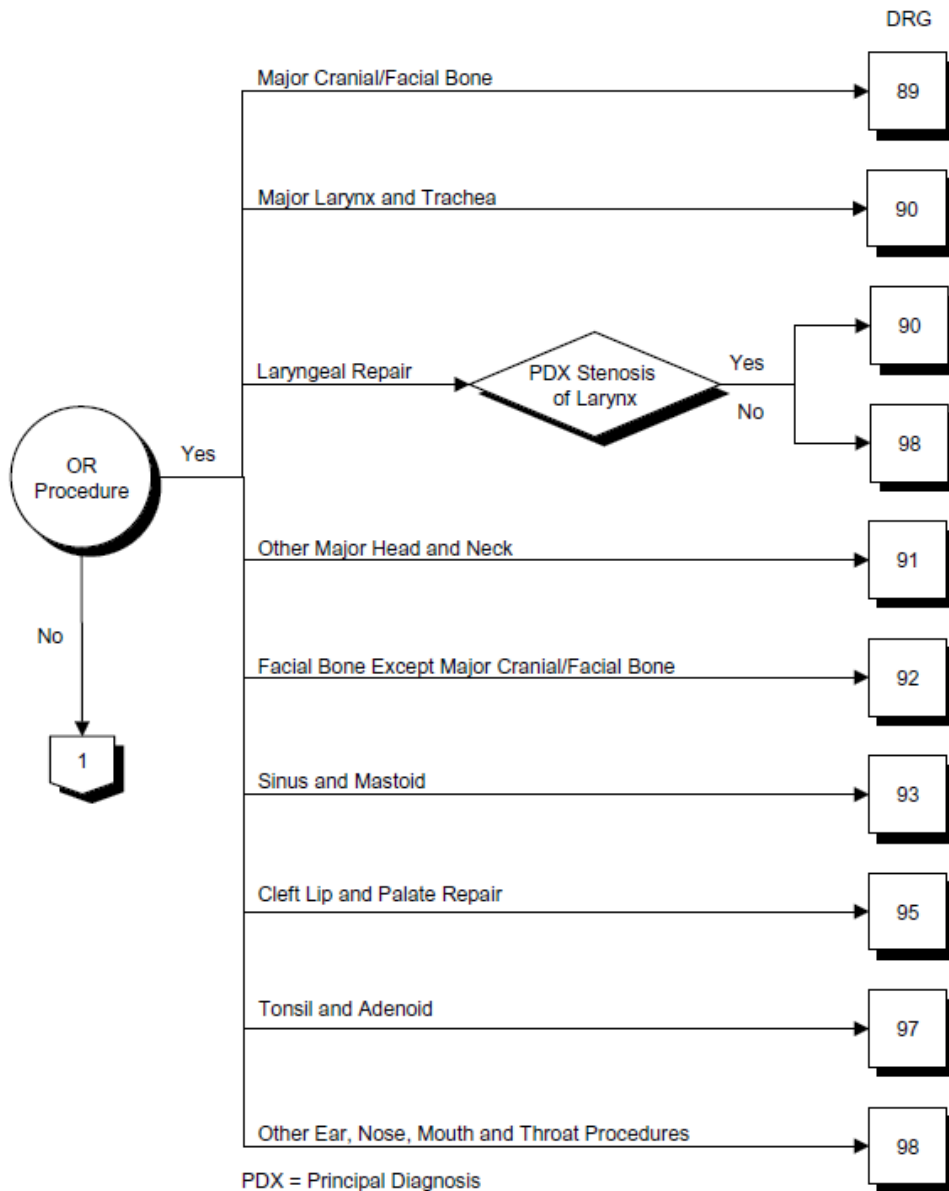 DRG
Major Cranial/Facial Bone
89
Major Larynx and Trachea
90
90
Laryngeal Repair
PDX Stenosis
of Larynx
Yes
No
98
OR
Procedure
Yes
Other Major Head and Neck
91
No
Facial Bone Except Major Cranial/Facial Bone
92
1
Sinus and Mastoid
93
Cleft Lip and Palate Repair
95
Tonsil and Adenoid
97
Other Ear, Nose, Mouth and Throat Procedures
98
PDX = Principal Diagnosis